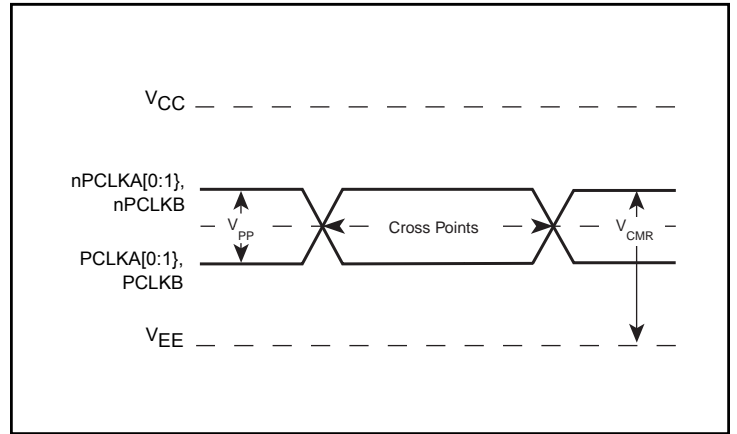 VCC
nPCLKA[0:1},
nPCLKB
VPP
Cross Points
VCMR
PCLKA[0:1},
PCLKB
VEE